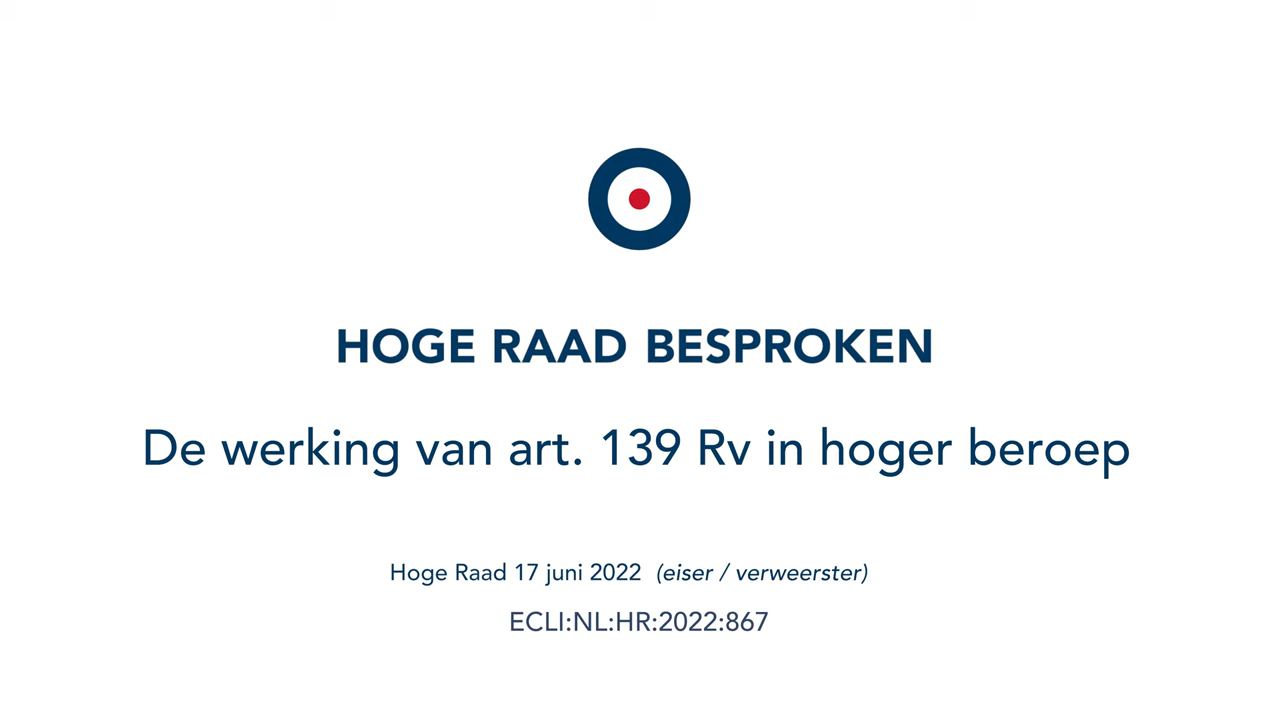 HOGE RAAD BESPROKEN
De werking van art. 139 Rv in hoger beroep
Hoge Raad 17 juni 2022 (eiser / verweerster)
ECLI:NL:HR:2022:867